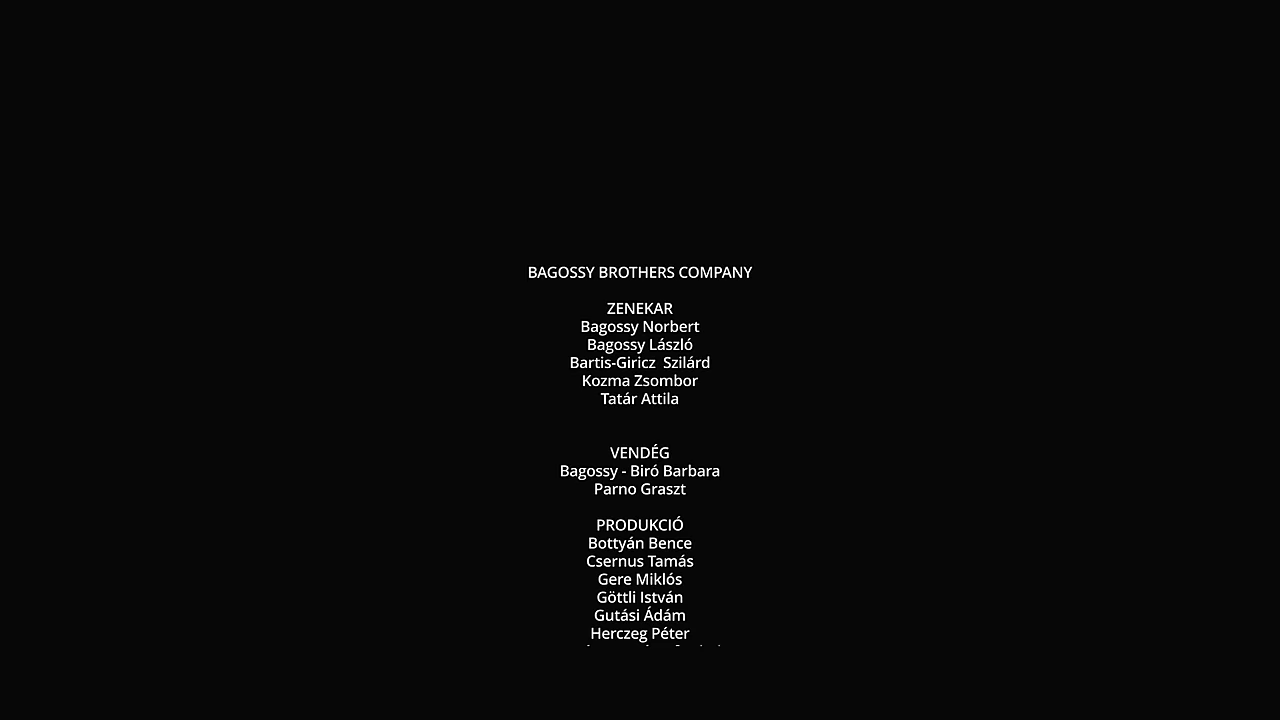 BAGOSSY BROTHERS COMPANY
ZENEKAR
Bagossy Norbert
Bagossy László
Bartis-Giricz  Szilárd
Kozma Zsombor
Tatár Attila
VENDÉG
Bagossy - Biró Barbara
Parno Graszt
PRODUKCIÓ
Bottyán Bence
Csernus Tamás
Gere Miklós
Göttli István
Gutási Ádám
Herczeg Péter